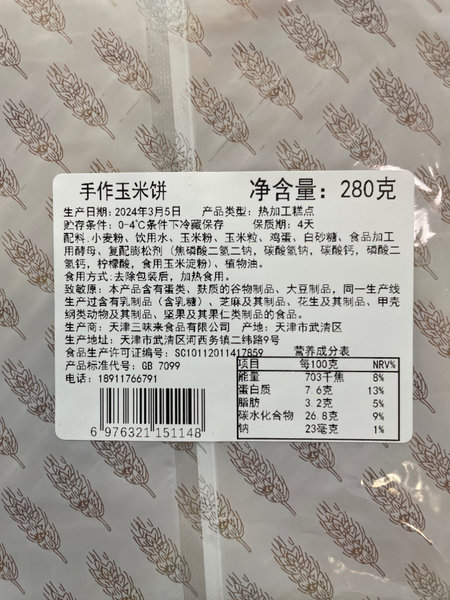 手作玉米饼 净含量：280克
生产日期：2024年3月5日 产品类型：热加工糕点
贮存条件：0-4℃条件下冷藏保存 保质期：4天
配料：小麦粉、饮用水、玉米粉、玉米粒、鸡蛋、白砂糖、食品加工
用酵母、复配膨松剂（焦磷酸二氢二钠，碳酸氢钠，碳酸钙，磷酸二
氢钙，柠檬酸，食用玉米淀粉）、植物油。
食用方式：去除包装后，加热食用。
致敏原：本产品含有蛋类、麸质的谷物制品、大豆制品，同一生产线
生产过含有乳制品（含乳糖）、芝麻及其制品、花生及其制品、甲壳
纲类动物及其制品、坚果及其果仁类制品的食品。
生产商：天津三味来食品有限公司 产地：天津市武清区
生产地址：天津市武清区河西务镇二纬路9号
食品生产许可证编号：SC10112011417859 营养成分表
产品标准代号：GB 7099
电话：18911766791
项目 每100克 NRV%
能量 703千焦 8%
蛋白质 7.6克 13%
脂肪 3.2克 5%
碳水化合物 26.8克 9%
钠 23毫克 1%
6 976321 151148